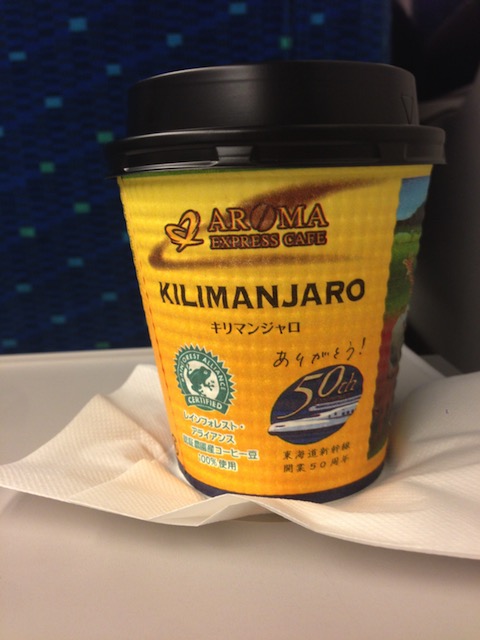 AROMA
EXPRESS CAFE
KILIMANJARO
キリマンジャロ
RAINFOREST ALLIANCE
CERTIFIED
レインフォレスト・
アライアンス
認証農園産コーヒー豆
100%使用
ありがとう!
50th
東海道新幹線
開業50周年